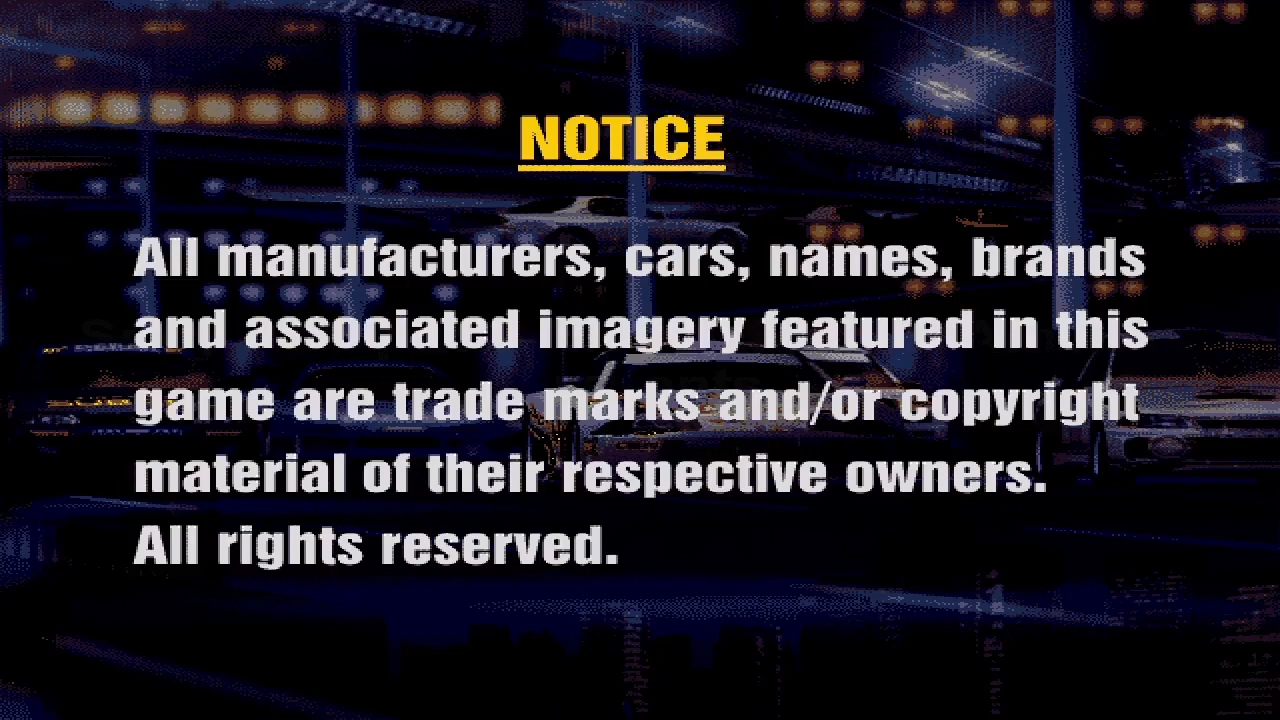 NOTICE
All manufacturers, cars, names, brands
and associated imagery featured in this
game are trade marks and/or copyright
material of their respective owners.
All rights reserved.